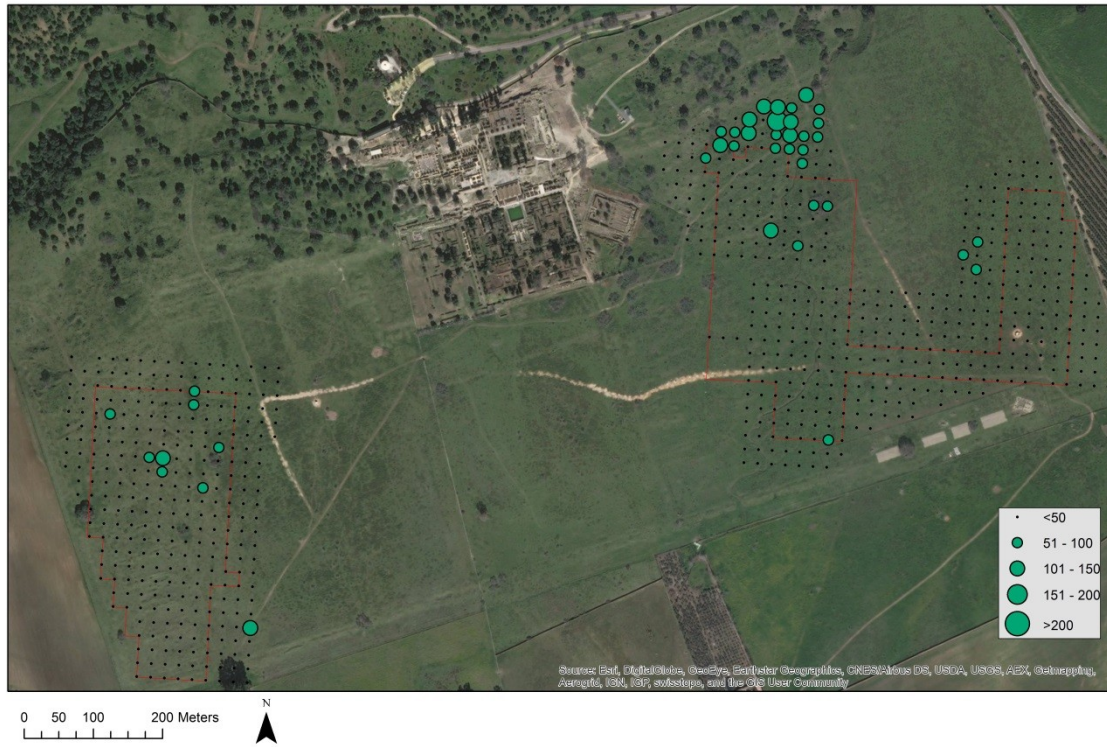 <50
51 - 100
101 - 150
151 - 200
>200
Source: Esri, DigitalGlobe, GeoEye, Earthstar Geographics, CNES/Airbus DS, USDA, USGS, AEX, Getmapping,
Aerogrid, IGN, IGP, swisstopo, and the GIS User Community
0 50 100 200 Meters
N